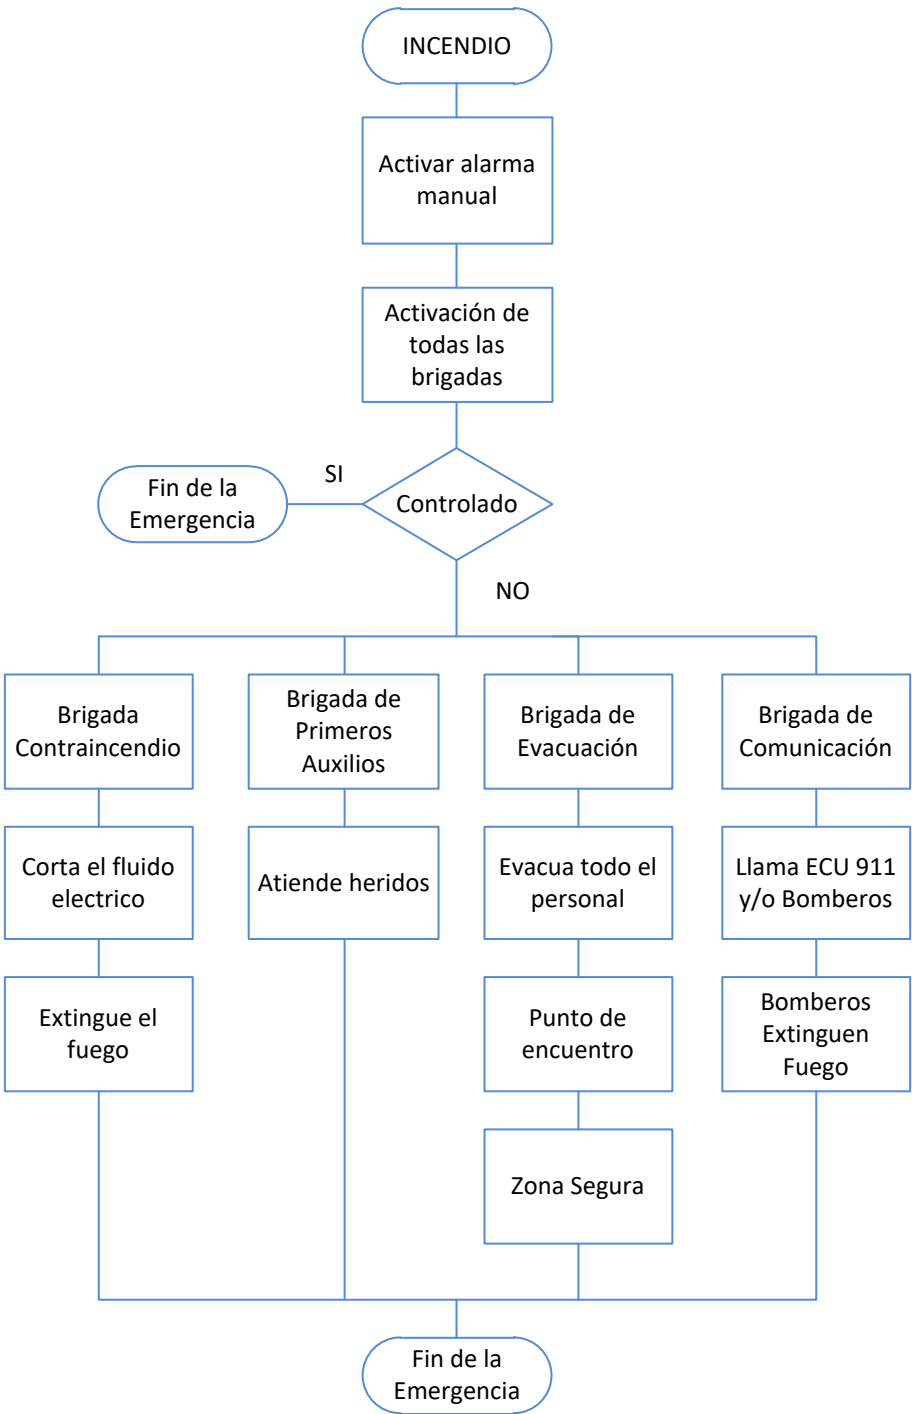 INCENDIO
Activar alarma
manual
Activación de
todas las
brigadas
SI
Fin de la
Emergencia
Controlado
NO
Brigada
Contraincendio
Brigada de
Primeros
Auxilios
Brigada de
Evacuación
Brigada de
Comunicación
Corta el fluido
electrico
Atiende heridos
Evacua todo el
personal
Llama ECU 911
y/o Bomberos
Extingue el
fuego
Punto de
encuentro
Bomberos
Extinguen
Fuego
Zona Segura
Fin de la
Emergencia